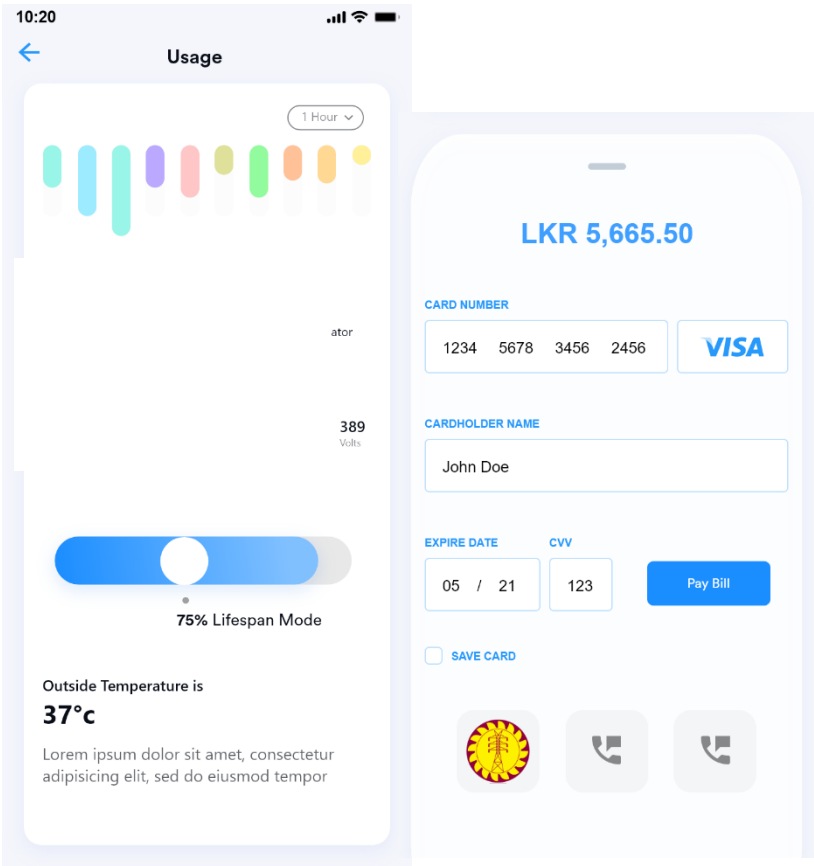 10:20
Usage
1 Hour
ator
389
Volts
75% Lifespan Mode
Outside Temperature is
37°c
Lorem ipsum dolor sit amet, consectetur
adipisicing elit, sed do eiusmod tempor
LKR 5,665.50
CARD NUMBER
1234 5678 3456 2456
VISA
CARDHOLDER NAME
John Doe
EXPIRE DATE CVV
05 / 21 123 Pay Bill
SAVE CARD